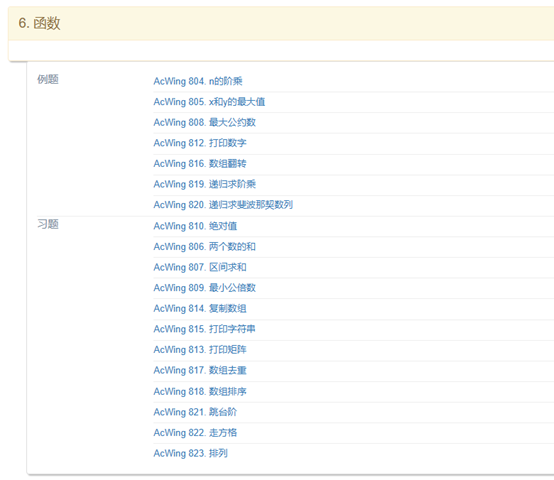 6. 函数
例题
AcWing 804. n的阶乘
AcWing 805. x和y的最大值
AcWing 808. 最大公约数
AcWing 812. 打印数字
AcWing 816. 数组翻转
AcWing 819. 递归求阶乘
AcWing 820. 递归求斐波那契数列
习题
AcWing 810. 绝对值
AcWing 806. 两个数的和
AcWing 807. 区间求和
AcWing 809. 最小公倍数
AcWing 814. 复制数组
AcWing 815. 打印字符串
AcWing 813. 打印矩阵
AcWing 817. 数组去重
AcWing 818. 数组排序
AcWing 821. 跳台阶
AcWing 822. 走方格
AcWing 823. 排列